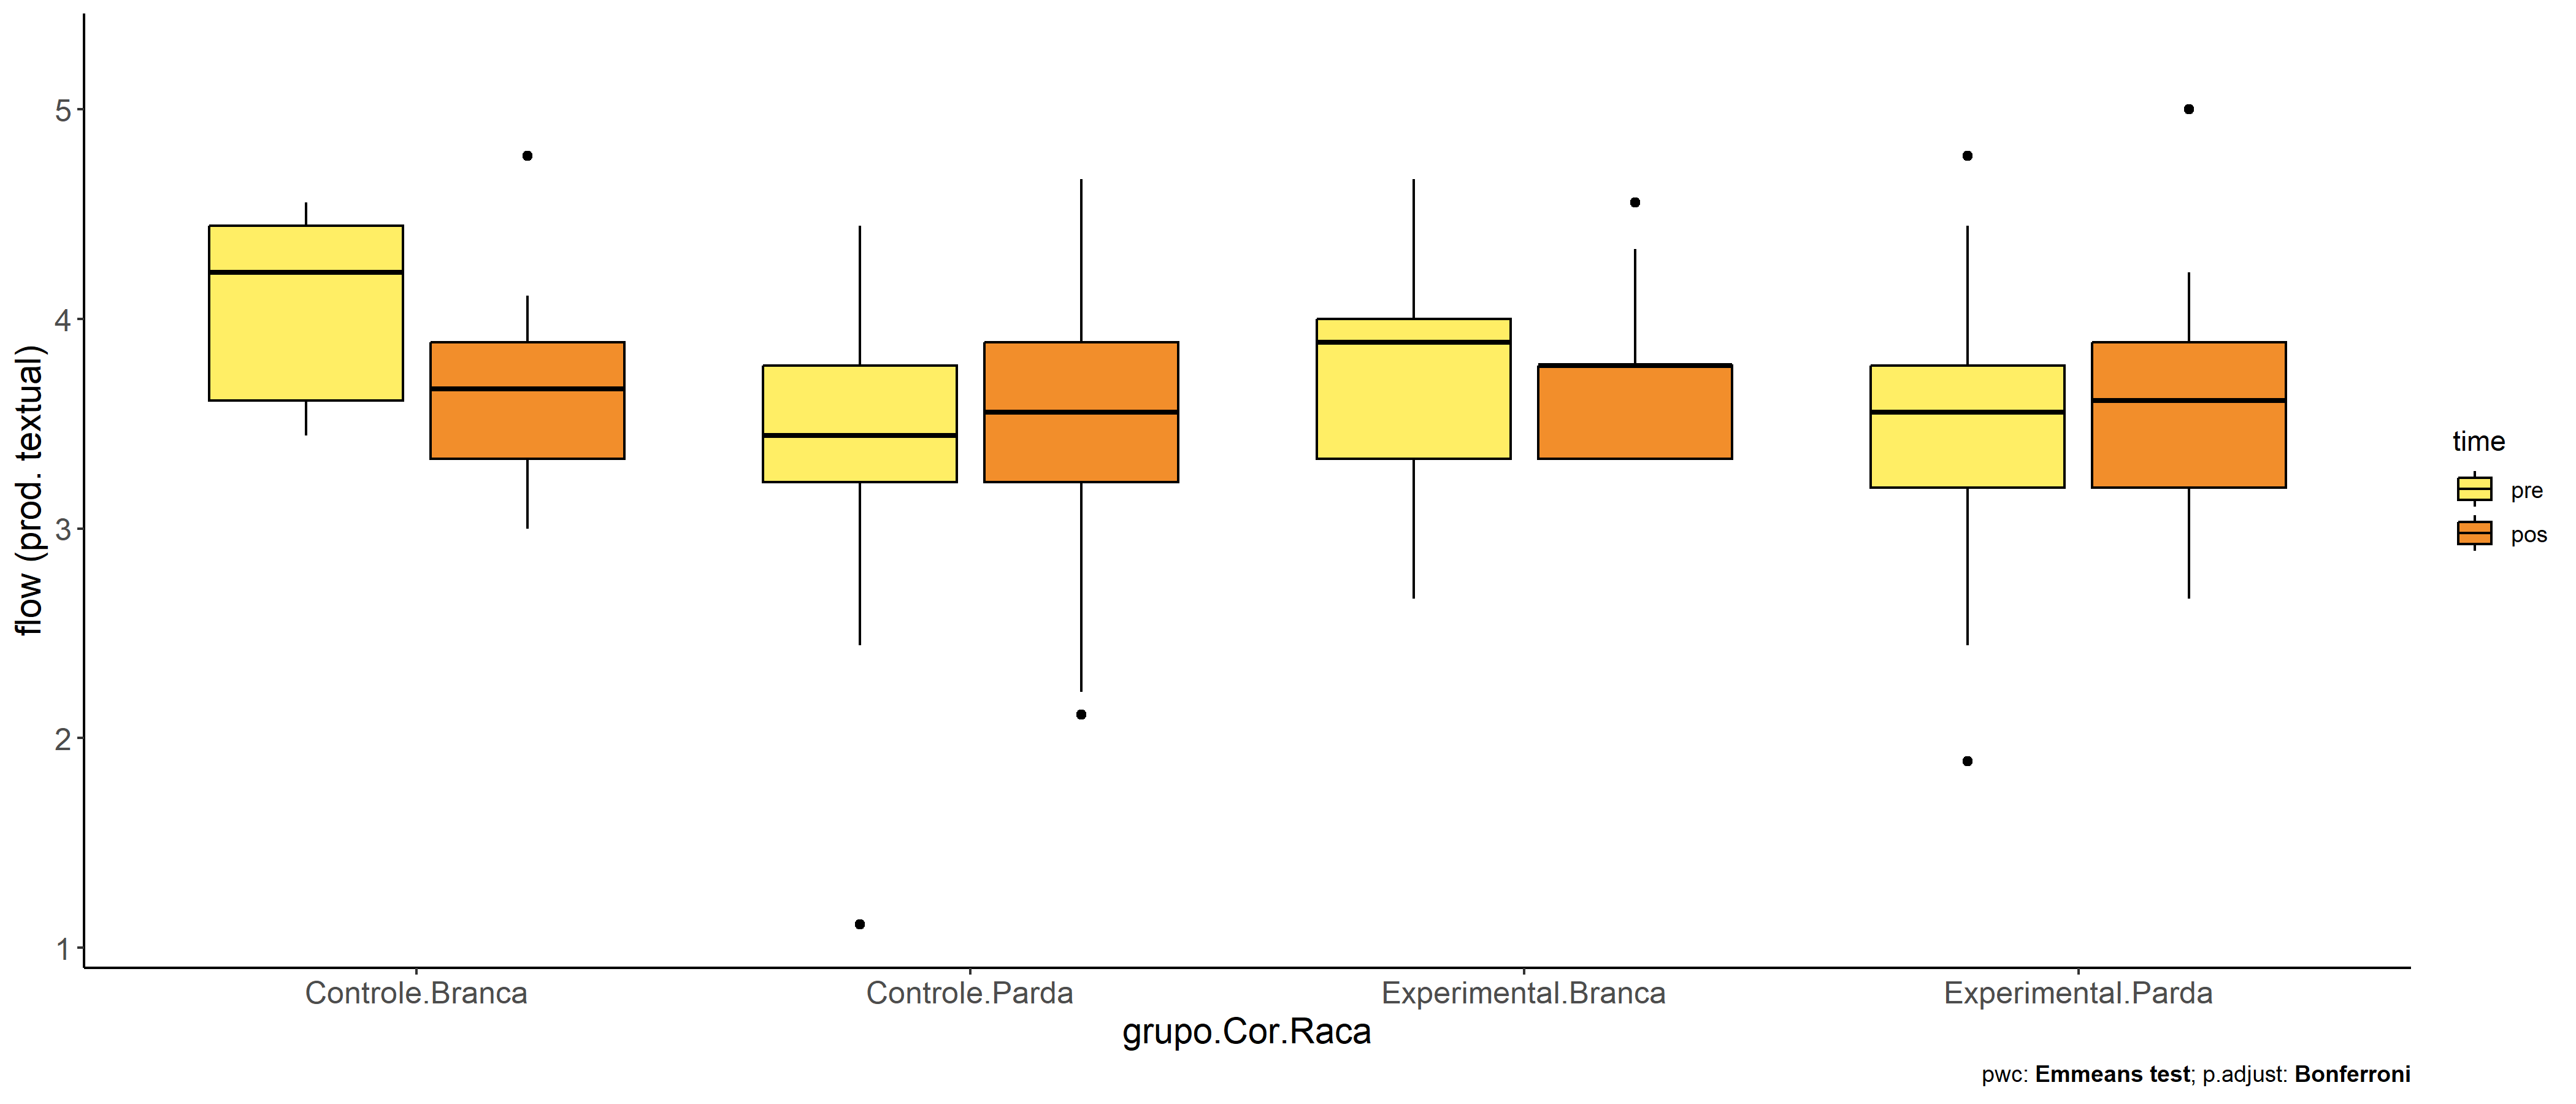 flow (prod. textual)
5
4
3
2
1
Controle.Branca
Controle.Parda
Experimental.Branca
Experimental.Parda
grupo.Cor.Raca
time
pre
pos
pwc: Emmeans test; p.adjust: Bonferroni